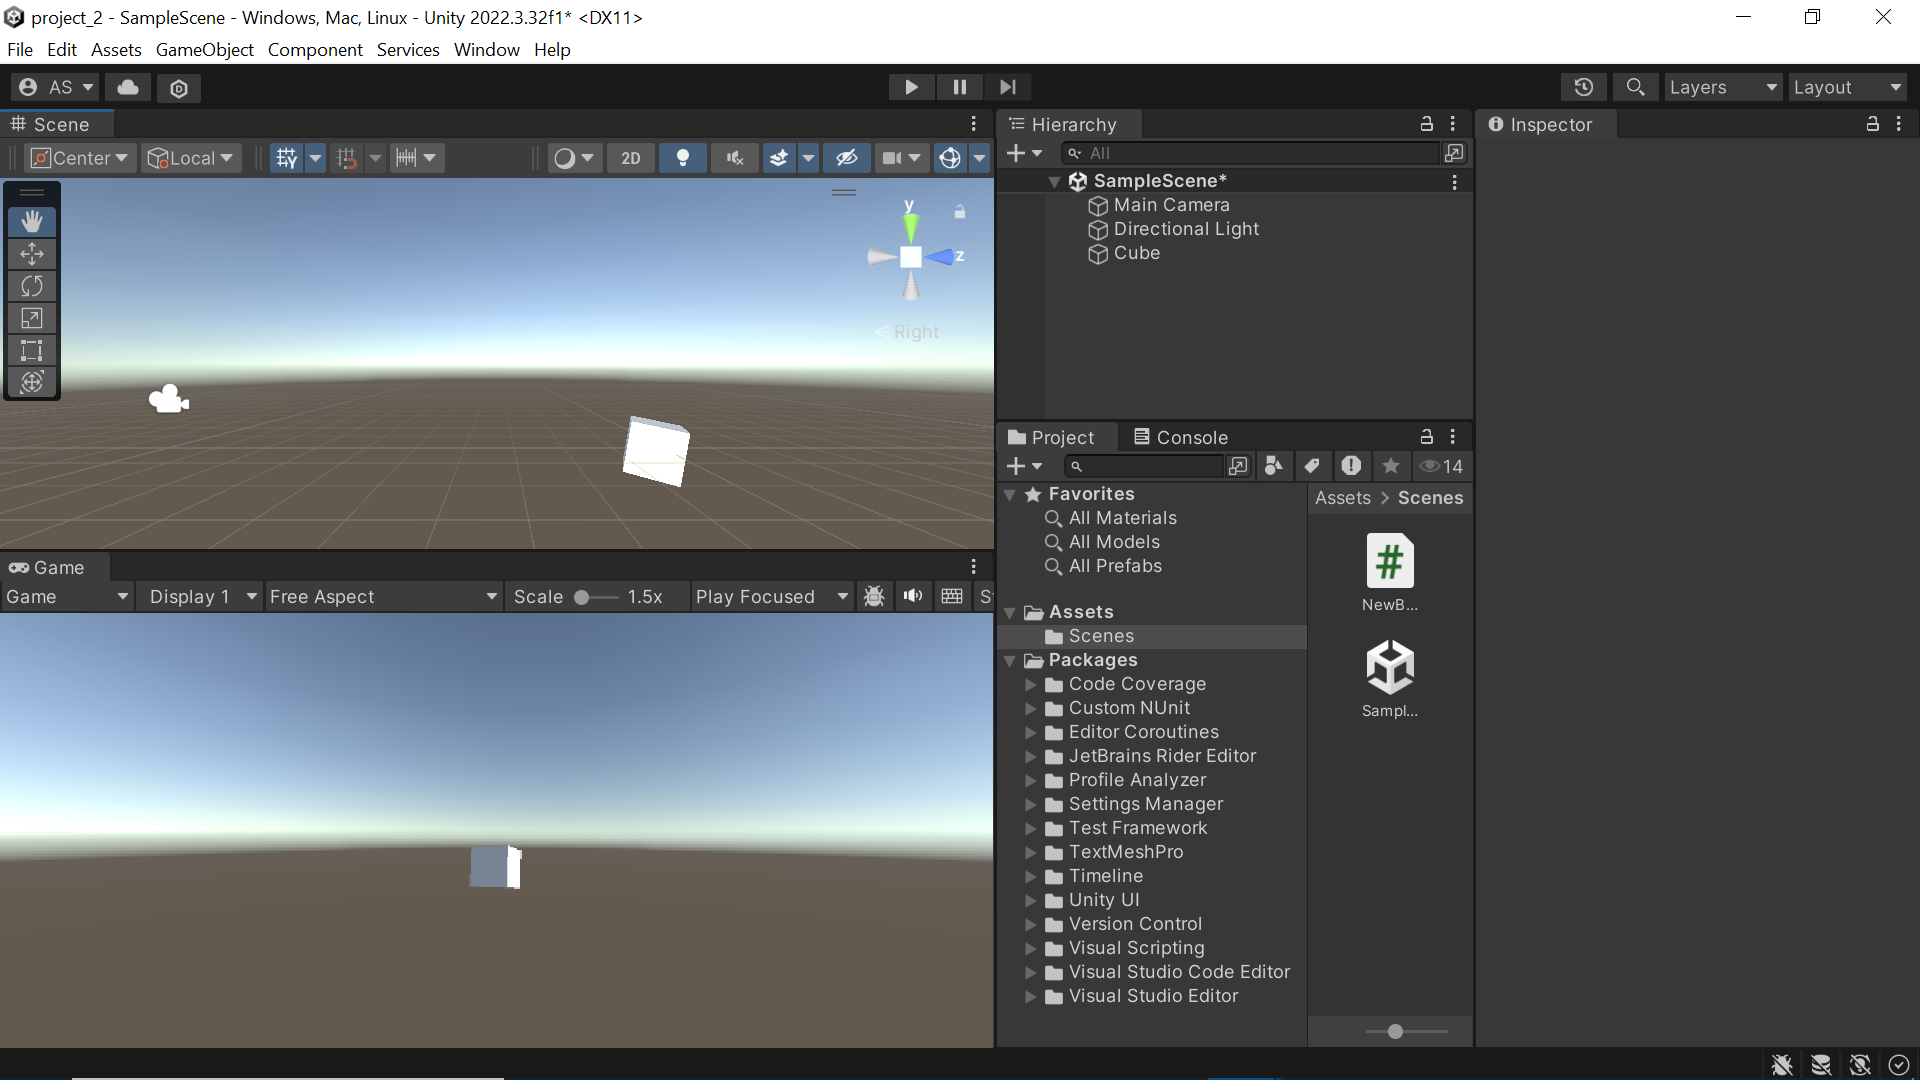 project_2 - SampleScene - Windows, Mac, Linux - Unity 2022.3.32f1* <DX11>
File Edit Assets GameObject Component Services Window Help
AS
Layers Layout
Scene
Center Local 2D
y
z
Right
Game
Game Display 1 Free Aspect Scale 1.5x Play Focused S
Hierarchy
All
SampleScene*
Main Camera
Directional Light
Cube
Project Console
14
Favorites
All Materials
All Models
All Prefabs
Assets
Scenes
Packages
Code Coverage
Custom NUnit
Editor Coroutines
JetBrains Rider Editor
Profile Analyzer
Settings Manager
Test Framework
TextMeshPro
Timeline
Unity UI
Version Control
Visual Scripting
Visual Studio Code Editor
Visual Studio Editor
Assets > Scenes
#
NewB...
Sampl...
Inspector